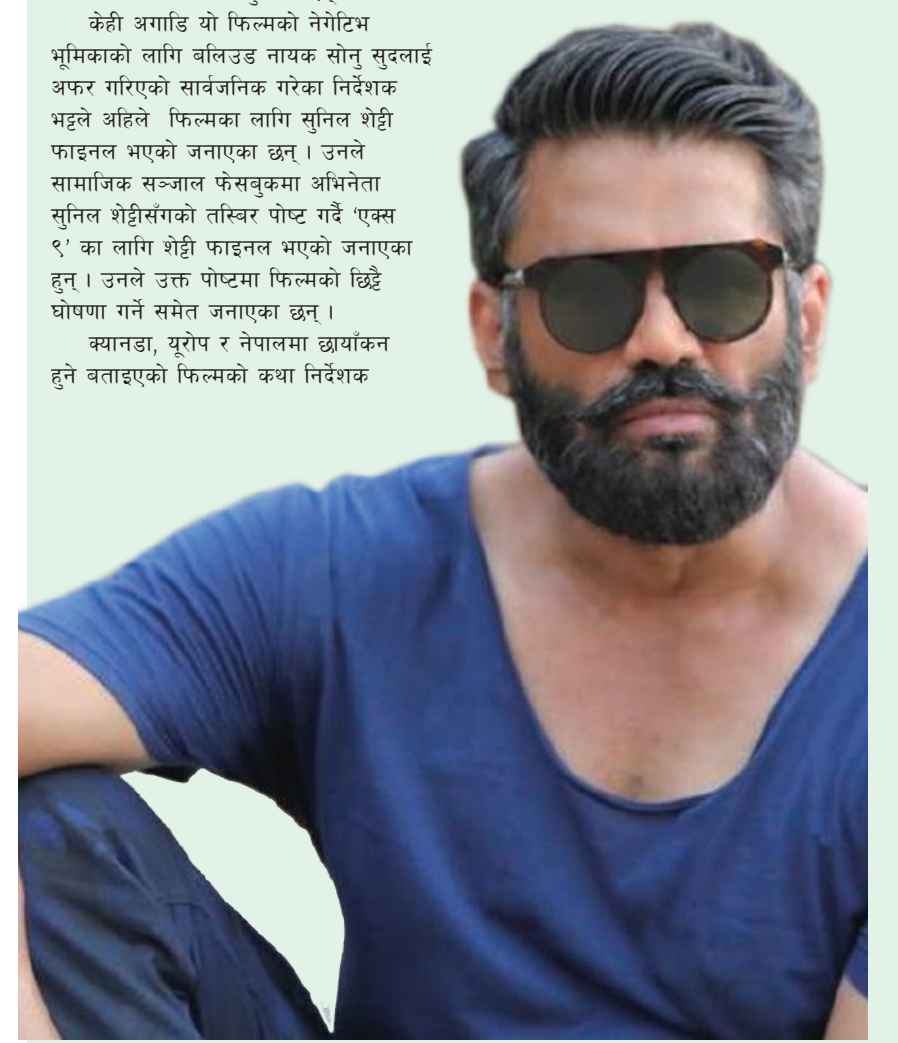 केही अगाडि यो फिल्मको नेगेटिभ
भूमिकाको लागि बलिउड नायक सोनु सुदलाई
अफर गरिएको सार्वजनिक गरेका निर्देशक
भट्टले अहिले फिल्मका लागि सुनिल शेट्टी
फाइनल भएको जनाएका छन् । उनले
सामाजिक सञ्जाल फेसबुकमा अभिनेता
सुनिल शेट्टीसँगको तस्बिर पोष्ट गर्दै ‘एक्स
९’ का लागि शेट्टी फाइनल भएको जनाएका
हुन् । उनले उक्त पोष्टमा फिल्मको छिट्टै
घोषणा गर्ने समेत जनाएका छन् ।
क्यानडा, यूरोप र नेपालमा छायाँकन
हुने बताइएको फिल्मको कथा निर्देशक